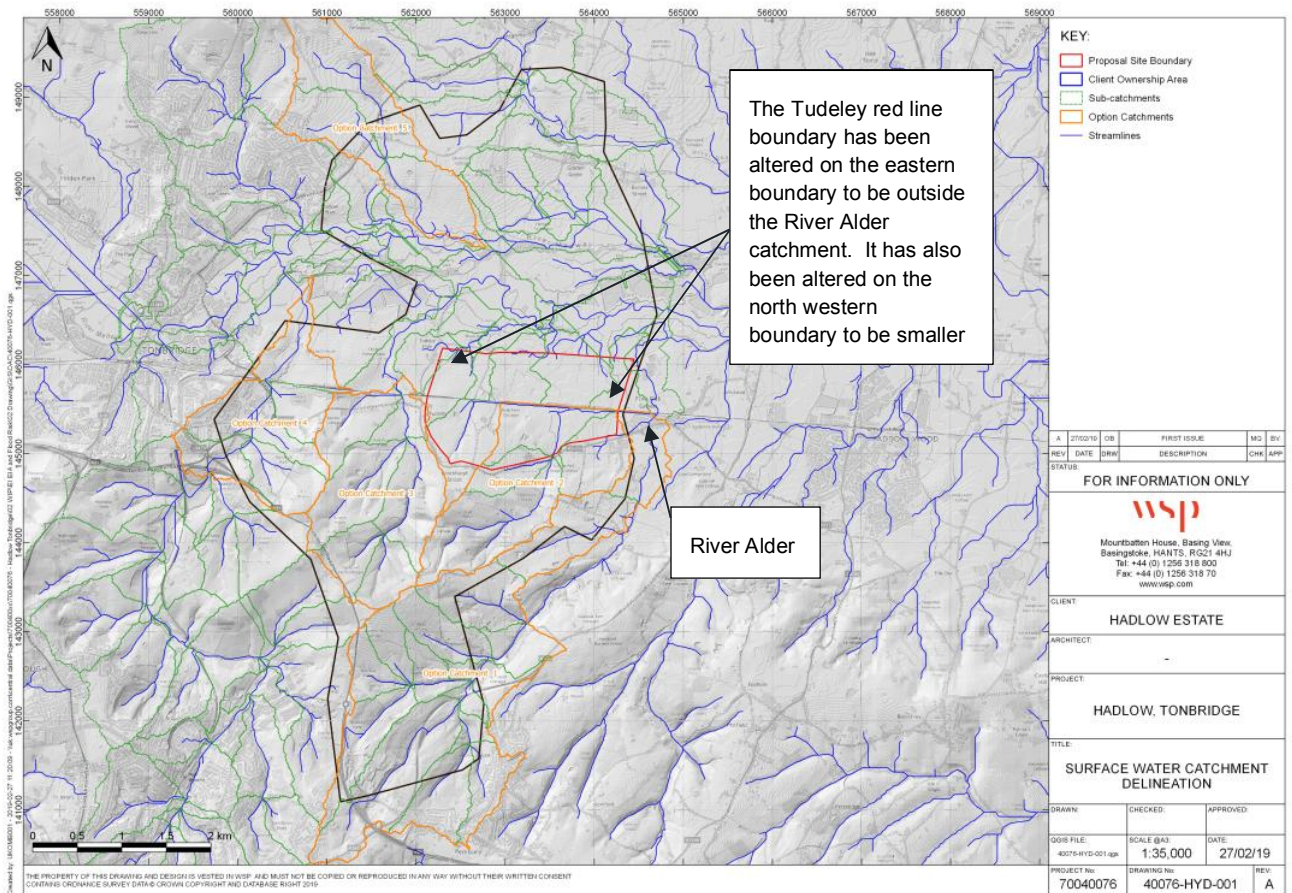 558000 559000 560000 561000 562000 563000 564000 565000 566000 567000 568000 569000
N
149000
148000
147000
146000
145000
144000
143000
142000
141000
Option Catchment 5
Option Catchment 4
Option Catchment 3
Option Catchment 2
Option Catchment 1
TONBRIDGE
Pembury
The Tudeley red line
boundary has been
altered on the eastern
boundary to be outside
the River Alder
catchment. It has also
been altered on the
north western
boundary to be smaller
River Alder
0 0.5 1 1.5 2 km
THE PROPERTY OF THIS DRAWING AND DESIGN IS VESTED IN WSP AND MUST NOT BE COPIED OR REPRODUCED IN ANY WAY WITHOUT THEIR WRITTEN CONSENT
CONTAINS ORDNANCE SURVEY DATA © CROWN COPYRIGHT AND DATABASE RIGHT 2019
KEY:
Proposal Site Boundary
Client Ownership Area
Sub-catchments
Option Catchments
Streamlines
A 27/02/19 OB FIRST ISSUE MG BV
REV DATE DRW DESCRIPTION CHK APP
STATUS:
FOR INFORMATION ONLY
wsp
Mountbatten House, Basing View,
Basingstoke, HANTS, RG21 4HJ
Tel: +44 (0) 1256 318 800
Fax: +44 (0) 1256 318 70
www.wsp.com
CLIENT:
HADLOW ESTATE
ARCHITECT:
-
PROJECT:
HADLOW, TONBRIDGE
TITLE:
SURFACE WATER CATCHMENT
DELINEATION
DRAWN: CHECKED: APPROVED:
QGIS FILE: SCALE @A3: DATE:
40076-HYD-001.qgs 1:35,000 27/02/19
PROJECT No: DRAWING No: REV:
70040076 40076-HYD-001 A